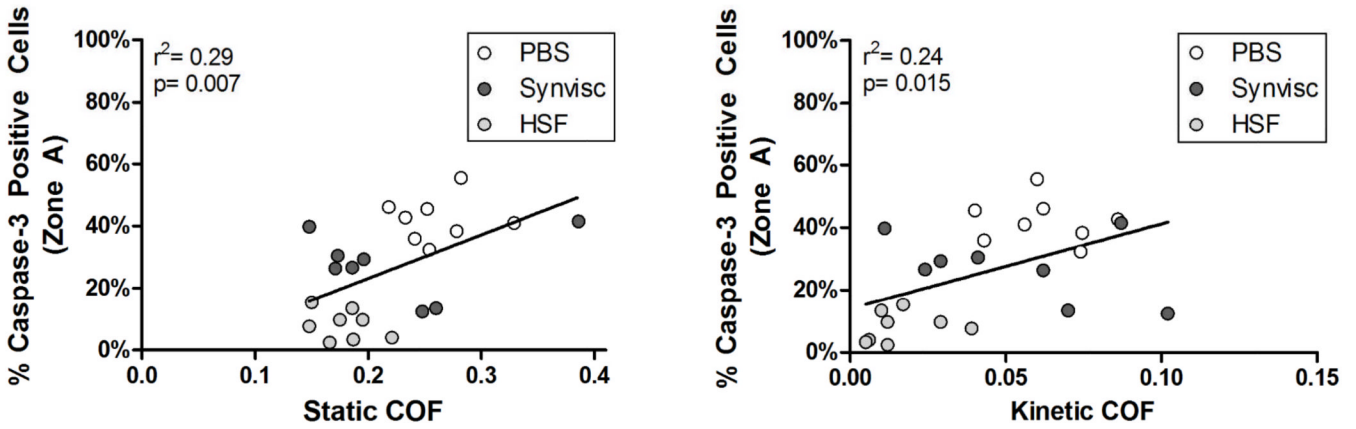 % Caspase-3 Positive Cells
(Zone A)
100%
80%
60%
40%
20%
0%
r²= 0.29
p= 0.007
PBS
Synvisc
HSF
0.0 0.1 0.2 0.3 0.4
Static COF
% Caspase-3 Positive Cells
(Zone A)
100%
80%
60%
40%
20%
0%
r²= 0.24
p= 0.015
PBS
Synvisc
HSF
0.00 0.05 0.10 0.15
Kinetic COF